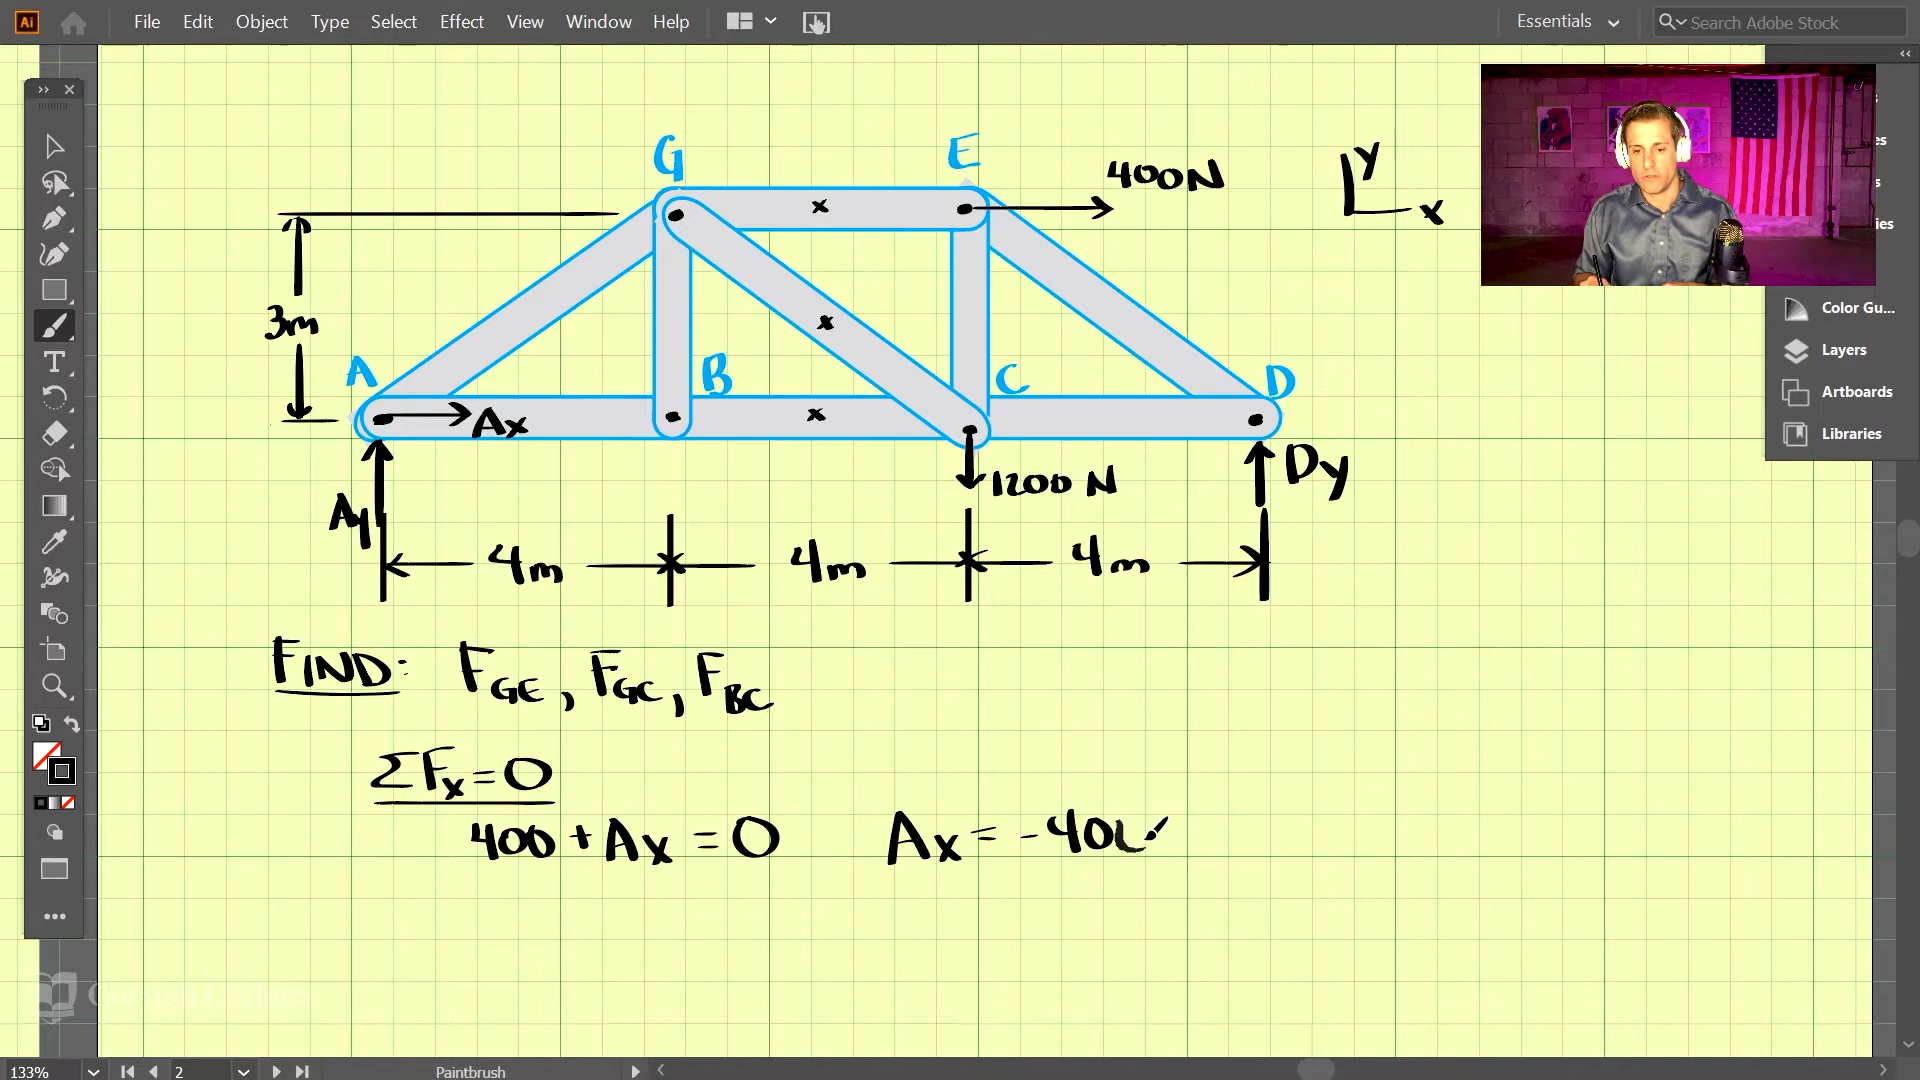 Ai File Edit Object Type Select Effect View Window Help Essentials Search Adobe Stock
G E 400N y x
3m
A B C D
Ax
Ay 1200 N Dy
4m 4m 4m
FIND: FGE, FGC, FBC
ΣFx = 0
400 + Ax = 0 Ax = -400
Color Gu...
Layers
Artboards
Libraries
133% 2 Paintbrush